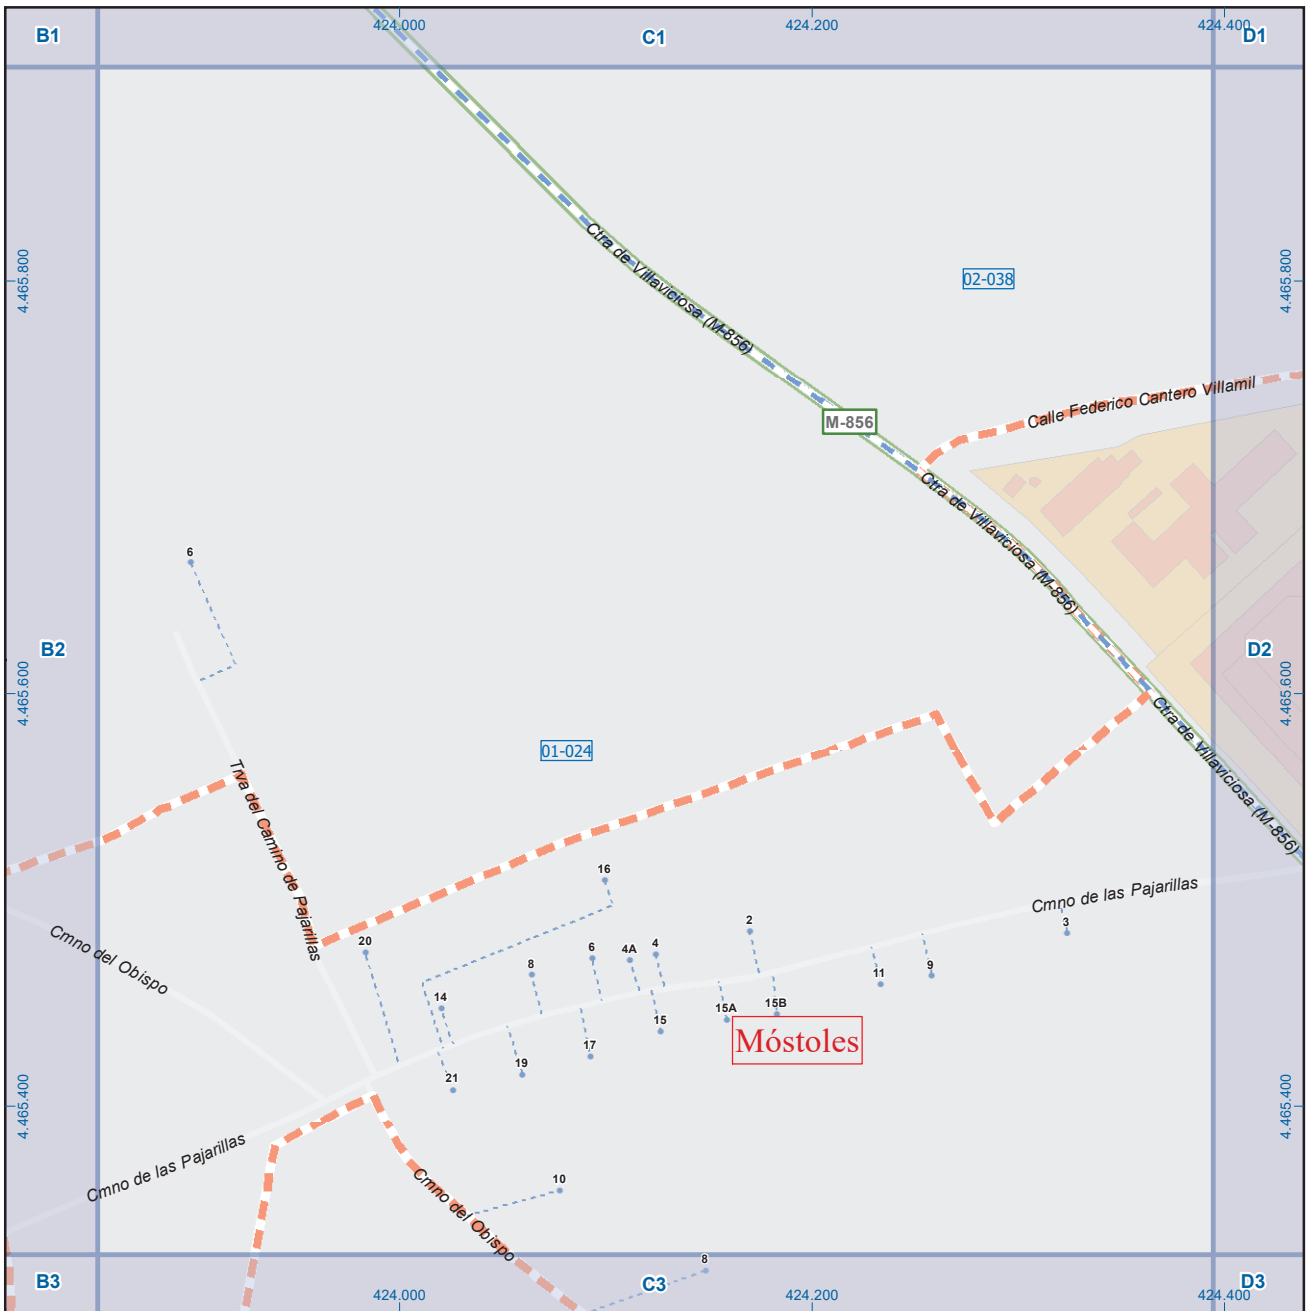 424.000
424.200
424.400
B1
C1
D1
4.465.800
4.465.800
Ctra de Villaviciosa (M-856)
02-038
Calle Federico Cantero Villamil
M-856
Ctra de Villaviciosa (M-856)
6
B2
D2
4.465.600
4.465.600
Ctra de Villaviciosa (M-856)
01-024
Trva del Camino de Pajarillas
16
Cmno de las Pajarillas
2
3
Cmno del Obispo
20
6
4A
4
8
11
9
14
15A
15B
15
Móstoles
17
19
21
4.465.400
4.465.400
Cmno de las Pajarillas
10
Cmno del Obispo
8
B3
C3
D3
424.000
424.200
424.400